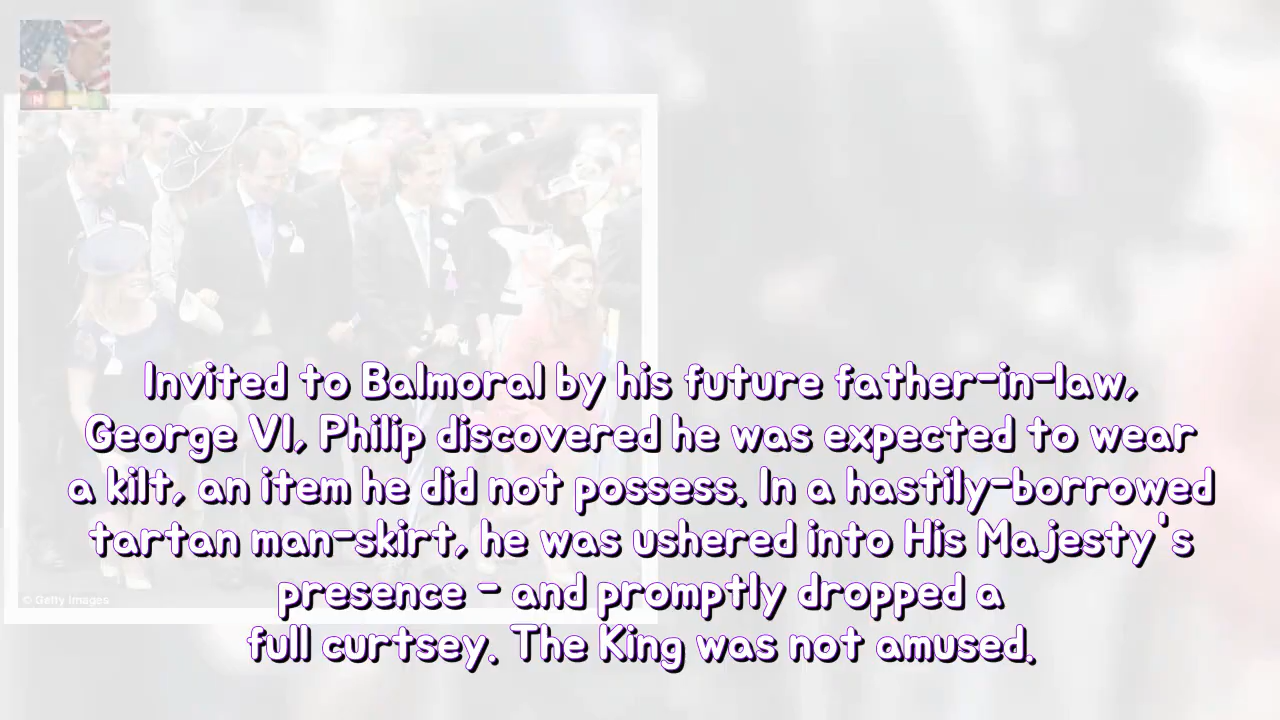 Invited to Balmoral by his future father-in-law,
George VI, Philip discovered he was expected to wear
a kilt, an item he did not possess. In a hastily-borrowed
tartan man-skirt, he was ushered into His Majesty's
presence - and promptly dropped a
© Getty Images
full curtsey. The King was not amused.